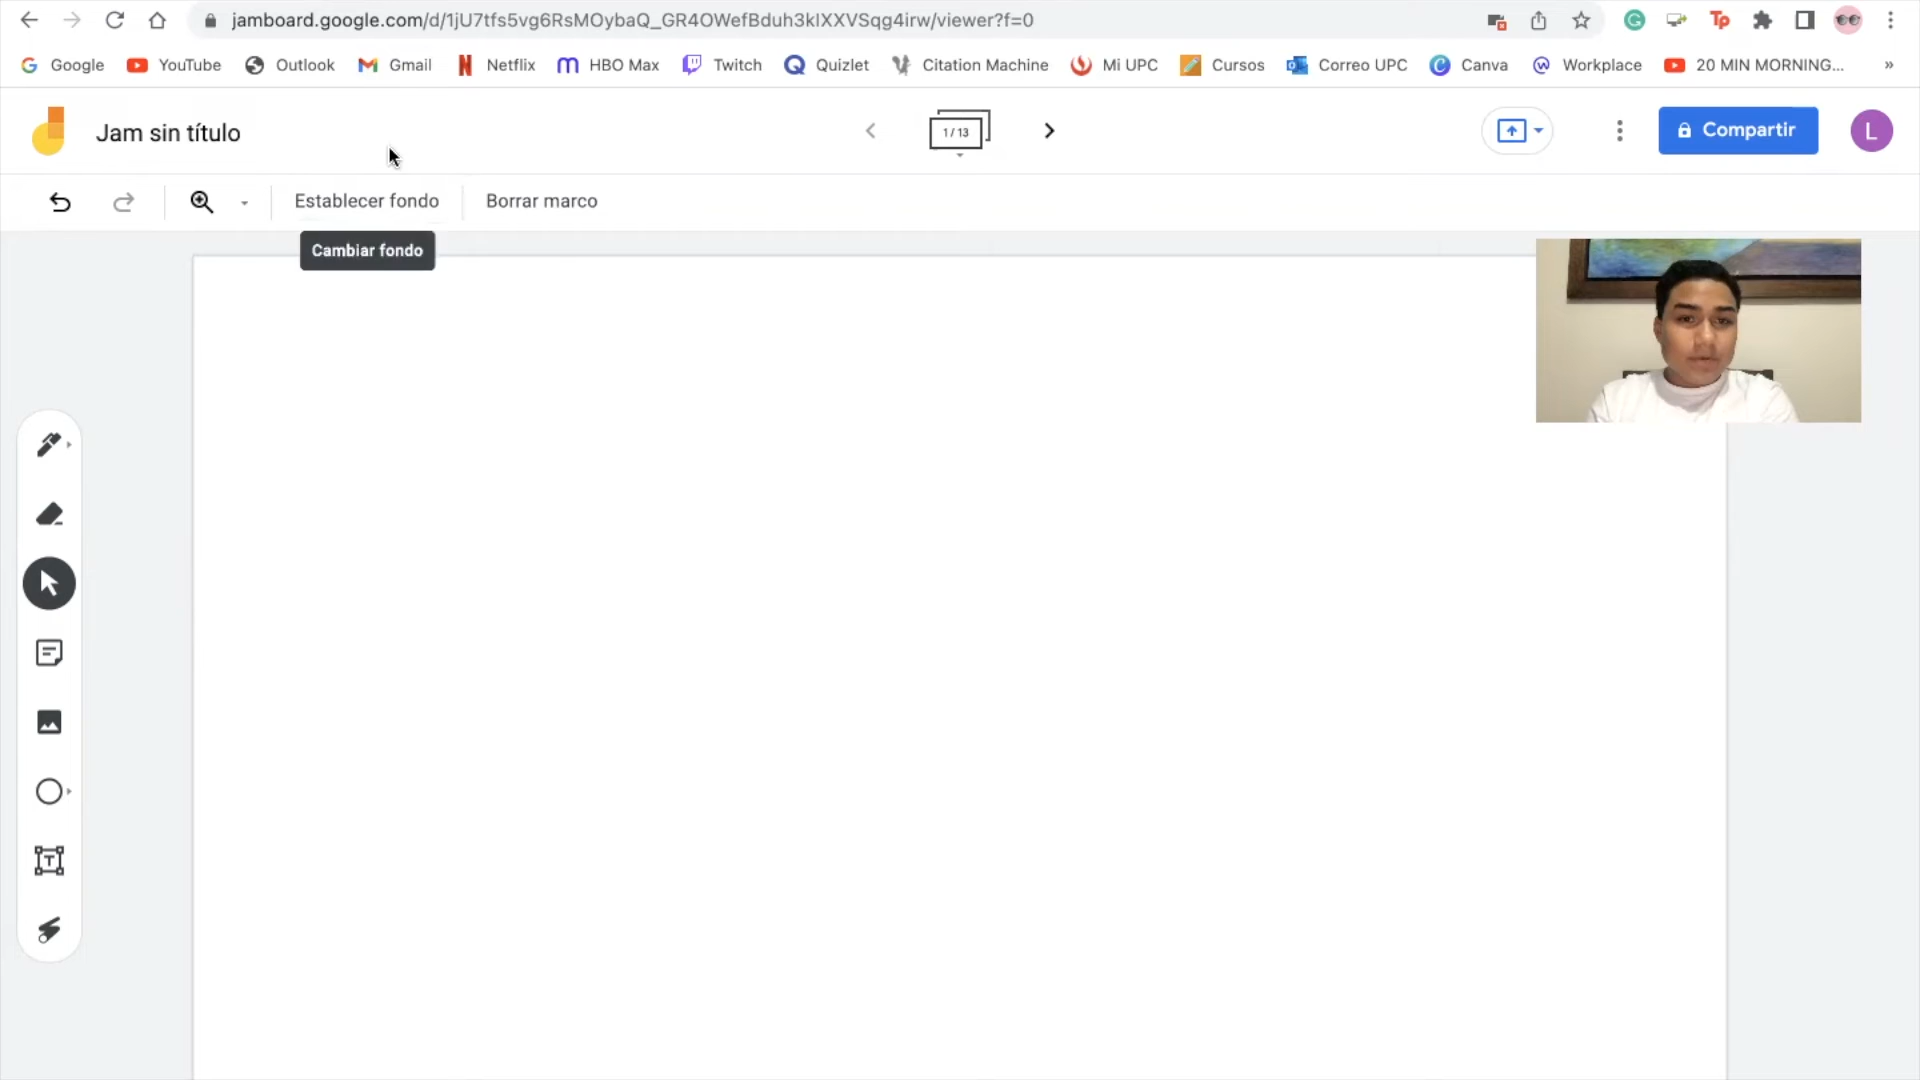 jamboard.google.com/d/1jU7tfs5vg6RsMOybaQ_GR4OWefBduh3kIXXVSqg4irw/viewer?f=0
Google YouTube Outlook Gmail Netflix HBO Max Twitch Quizlet Citation Machine Mi UPC Cursos Correo UPC Canva Workplace 20 MIN MORNING... »
Jam sin título
1 / 13
Compartir
L
Establecer fondo
Borrar marco
Cambiar fondo